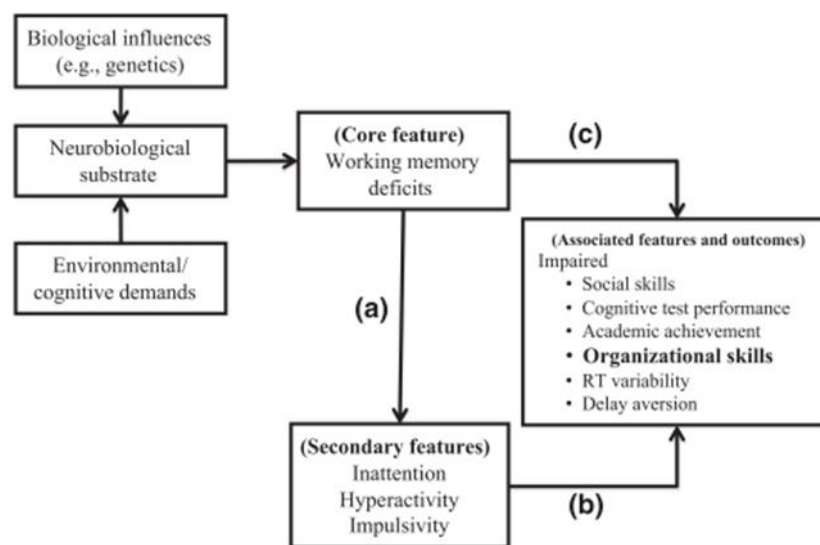 Biological influences
(e.g., genetics)
Neurobiological
substrate
Environmental/
cognitive demands
(Core feature)
Working memory
deficits
(c)
(a)
(Associated features and outcomes)
Impaired
• Social skills
• Cognitive test performance
• Academic achievement
• Organizational skills
• RT variability
• Delay aversion
(Secondary features)
Inattention
Hyperactivity
Impulsivity
(b)